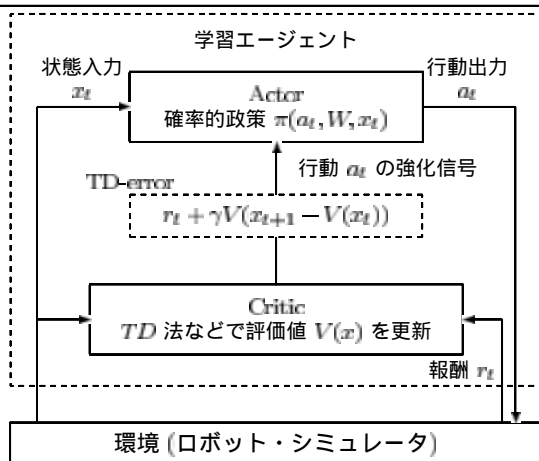 学習エージェント
状態入力
x_t
行動出力
a_t
Actor
確率的政策 π(a_t, W, x_t)
行動 a_t の強化信号
TD-error
r_t + γV(x_{t+1} − V(x_t))
Critic
TD 法などで評価値 V(x) を更新
報酬 r_t
環境 (ロボット・シミュレータ)